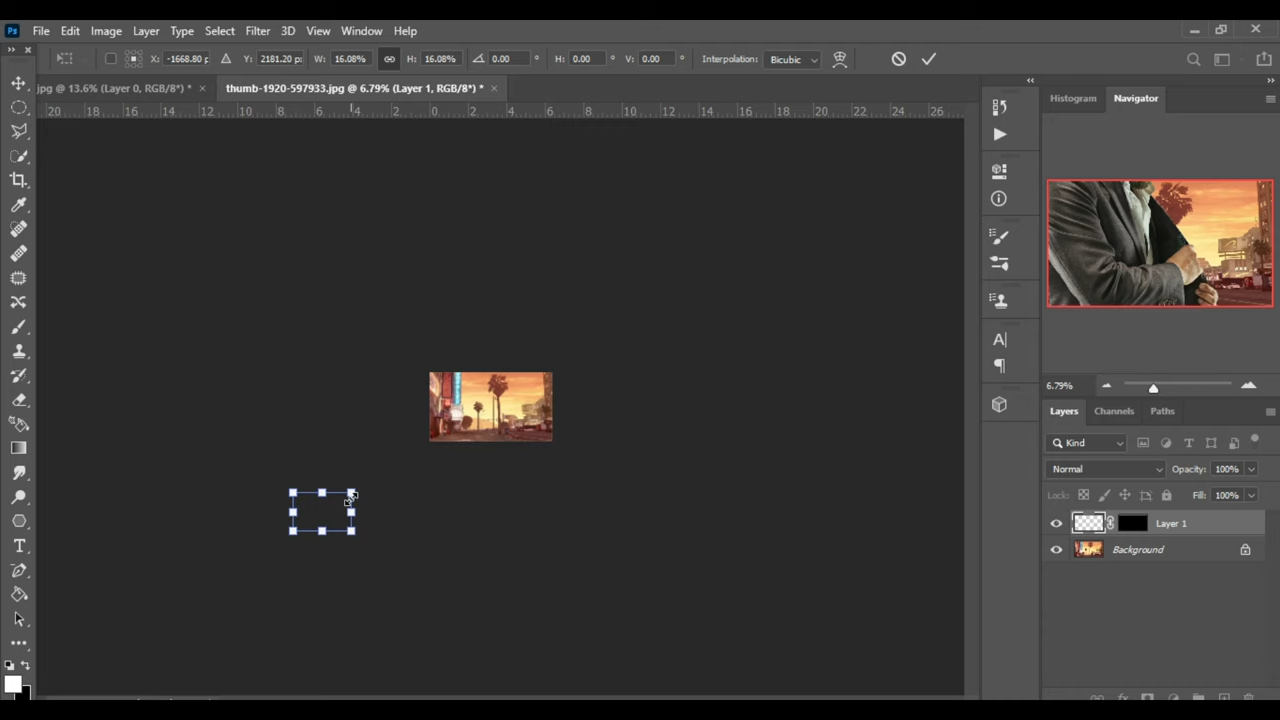 Ps File Edit Image Layer Type Select Filter 3D View Window Help
X: -1668.80 p Y: 2181.20 p: W: 16.08% H: 16.08% 0.00 ° H: 0.00 ° V: 0.00 ° Interpolation: Bicubic
jpg @ 13.6% (Layer 0, RGB/8*) * × thumb-1920-597933.jpg @ 6.79% (Layer 1, RGB/8*) * ×
20 18 16 14 12 10 8 6 4 2 0 2 4 6 8 10 12 14 16 18 20 22 24 26
Histogram Navigator
6.79%
Layers Channels Paths
Kind
Normal Opacity: 100%
Lock: Fill: 100%
Layer 1
Background